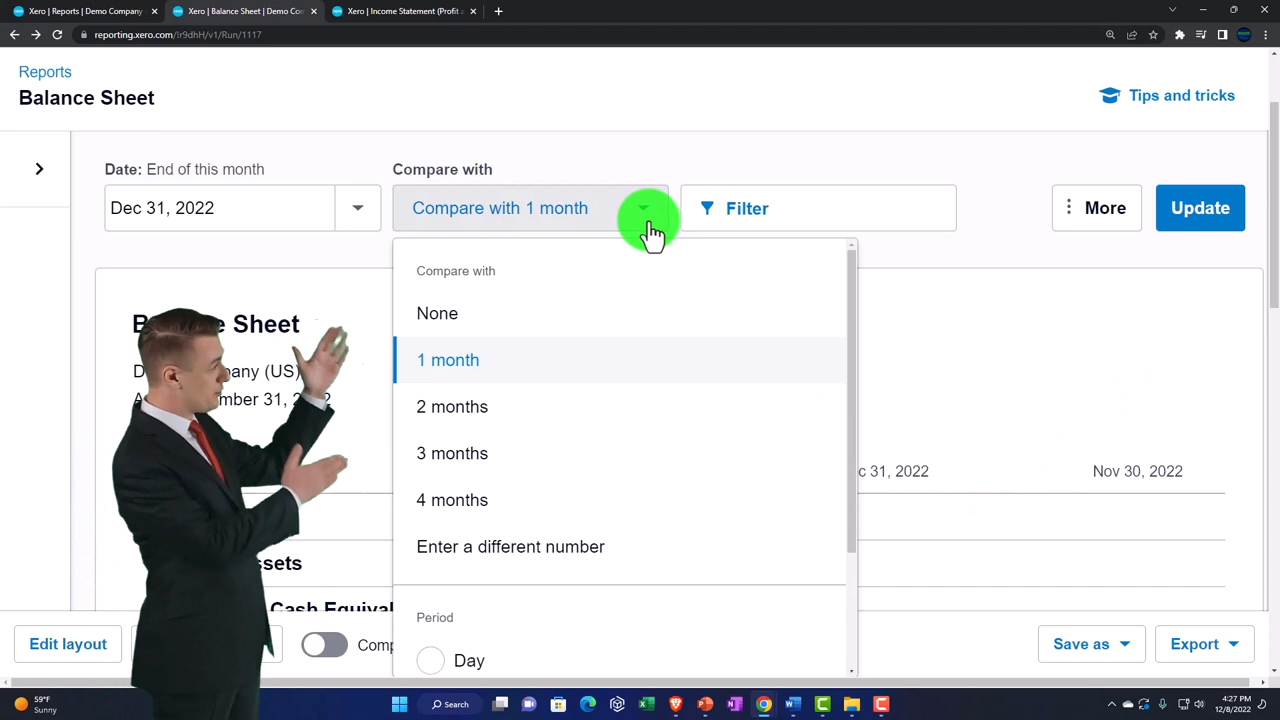 Xero | Reports | Demo Company
Xero | Balance Sheet | Demo Co
Xero | Income Statement (Profit a
reporting.xero.com/!r9dhH/v1/Run/1117
Reports
Balance Sheet
Tips and tricks
Date: End of this month
Compare with
Dec 31, 2022
Compare with 1 month
Filter
More
Update
Compare with
None
1 month
2 months
3 months
4 months
Enter a different number
Period
Day
Sheet
(US)
31,
31, 2022
Nov 30, 2022
Edit layout
Save as
Export
59°F
Sunny
Search
4:27 PM
12/8/2022